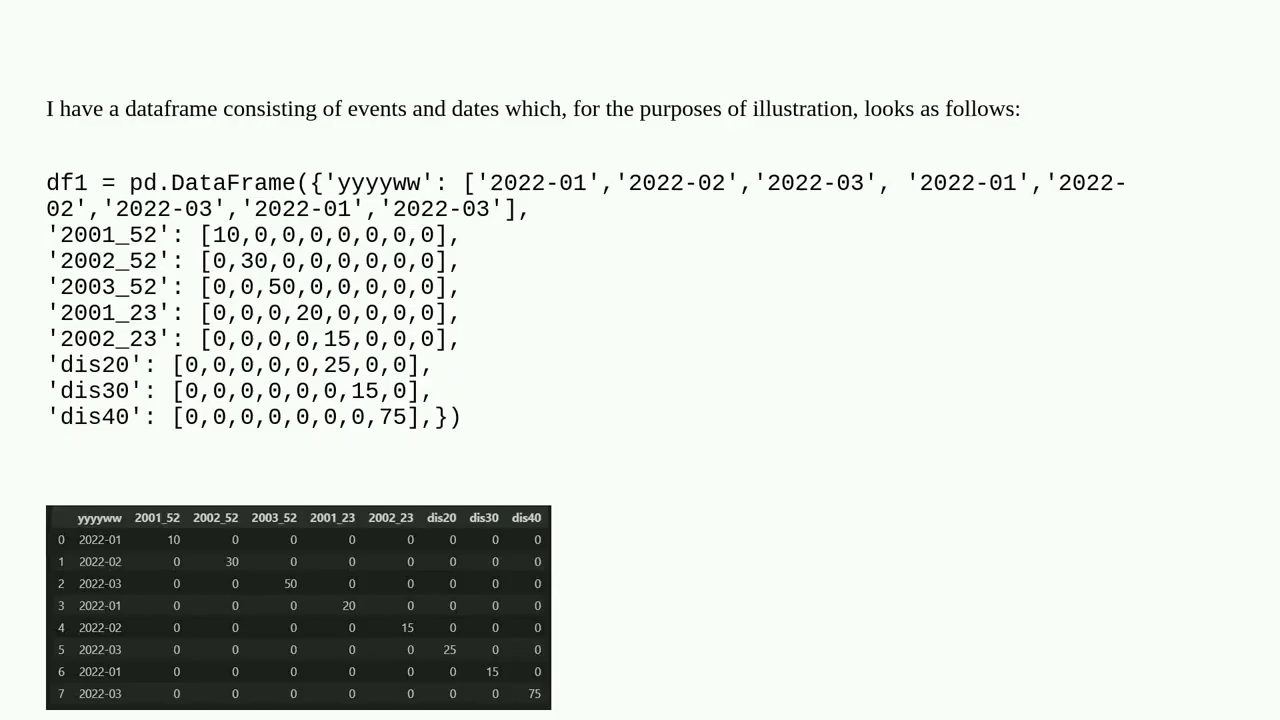 I have a dataframe consisting of events and dates which, for the purposes of illustration, looks as follows:
df1 = pd.DataFrame({'yyyyww': ['2022-01','2022-02','2022-03', '2022-01','2022-
02','2022-03','2022-01','2022-03'],
'2001_52': [10,0,0,0,0,0,0,0],
'2002_52': [0,30,0,0,0,0,0,0],
'2003_52': [0,0,50,0,0,0,0,0],
'2001_23': [0,0,0,20,0,0,0,0],
'2002_23': [0,0,0,0,15,0,0,0],
'dis20': [0,0,0,0,0,25,0,0],
'dis30': [0,0,0,0,0,0,15,0],
'dis40': [0,0,0,0,0,0,0,75],})
yyyyww 2001_52 2002_52 2003_52 2001_23 2002_23 dis20 dis30 dis40
0 2022-01 10 0 0 0 0 0 0 0
1 2022-02 0 30 0 0 0 0 0 0
2 2022-03 0 0 50 0 0 0 0 0
3 2022-01 0 0 0 20 0 0 0 0
4 2022-02 0 0 0 0 15 0 0 0
5 2022-03 0 0 0 0 0 25 0 0
6 2022-01 0 0 0 0 0 0 15 0
7 2022-03 0 0 0 0 0 0 0 75